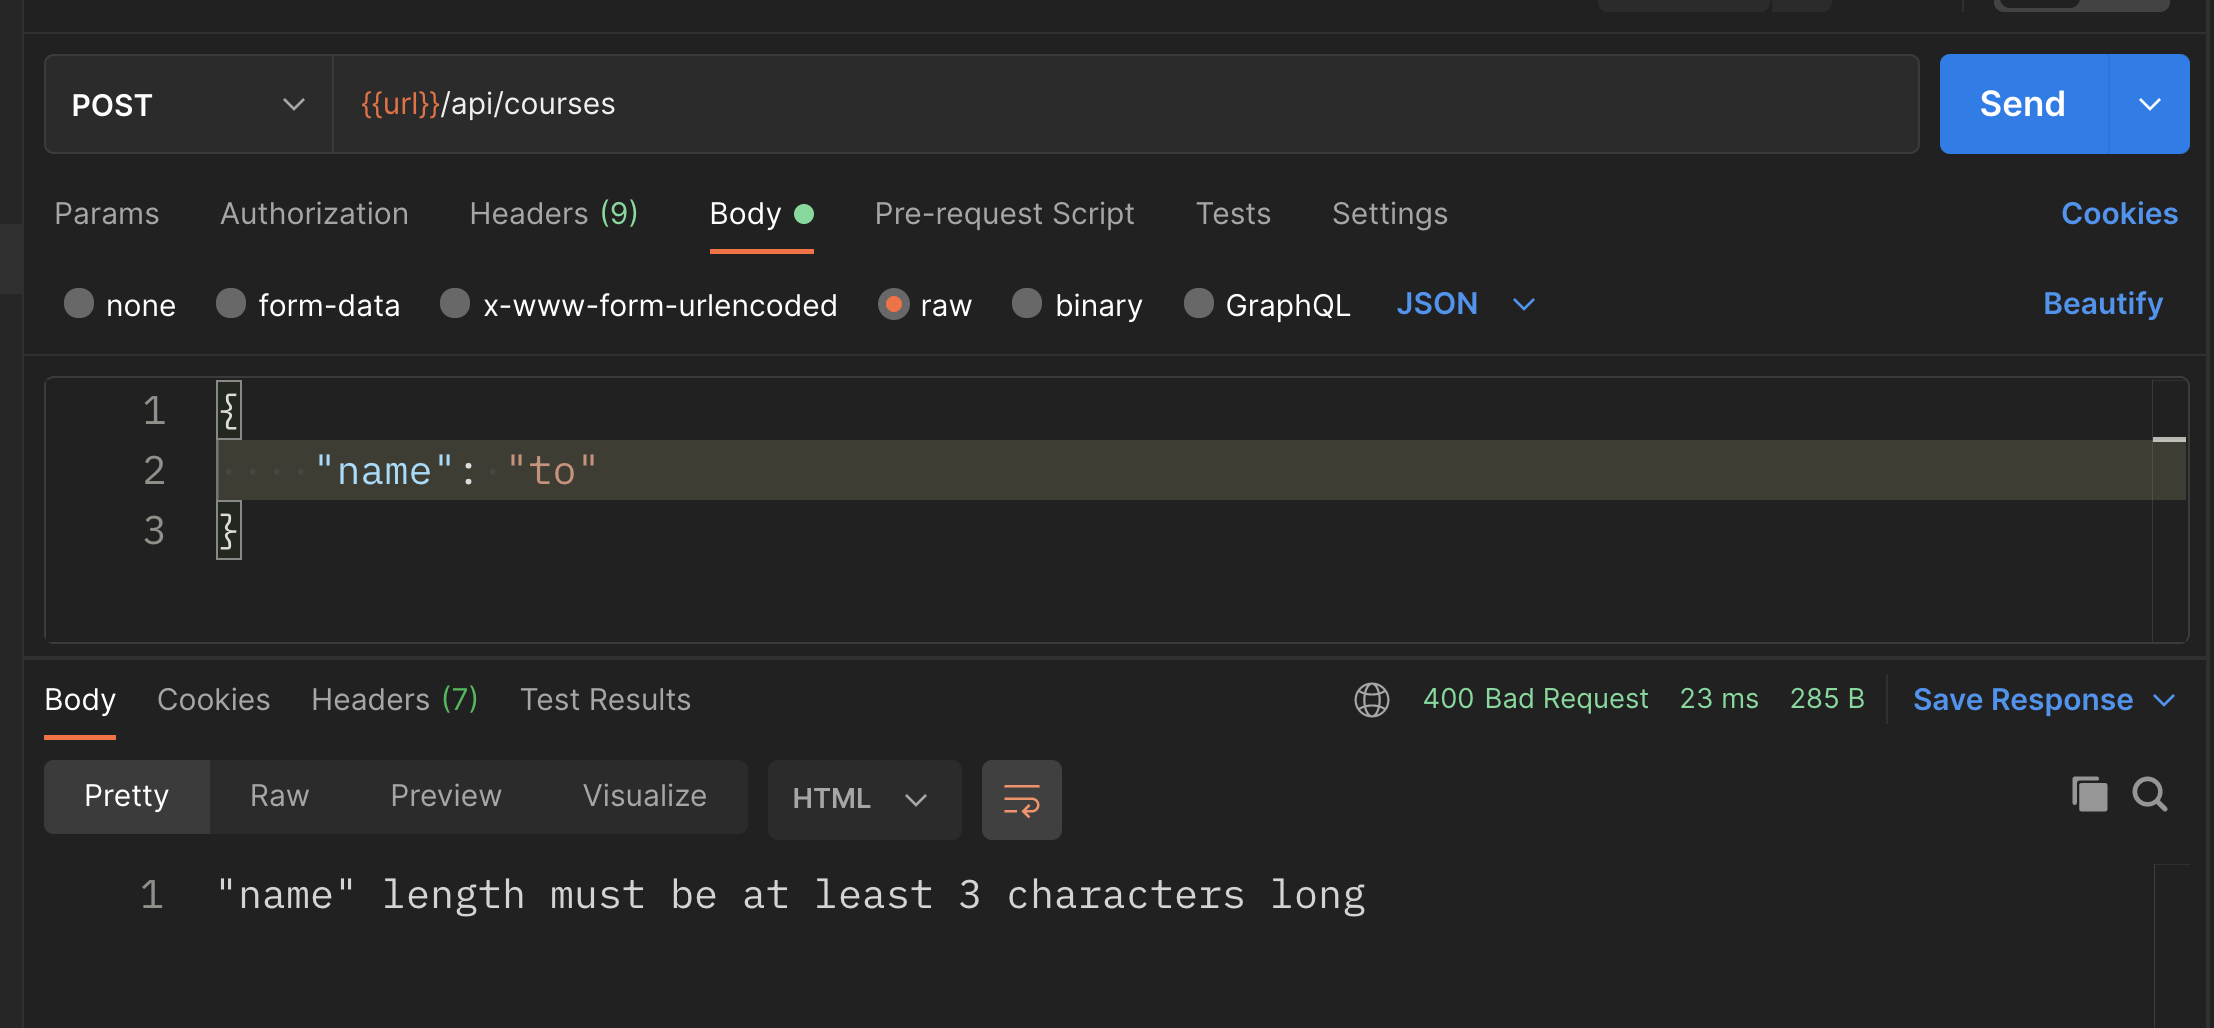 POST {{url}}/api/courses Send
Params Authorization Headers (9) Body Pre-request Script Tests Settings Cookies
none form-data x-www-form-urlencoded raw binary GraphQL JSON Beautify
1 {
2 "name": "to"
3 }
Body Cookies Headers (7) Test Results 400 Bad Request 23 ms 285 B Save Response
Pretty Raw Preview Visualize HTML
1 "name" length must be at least 3 characters long